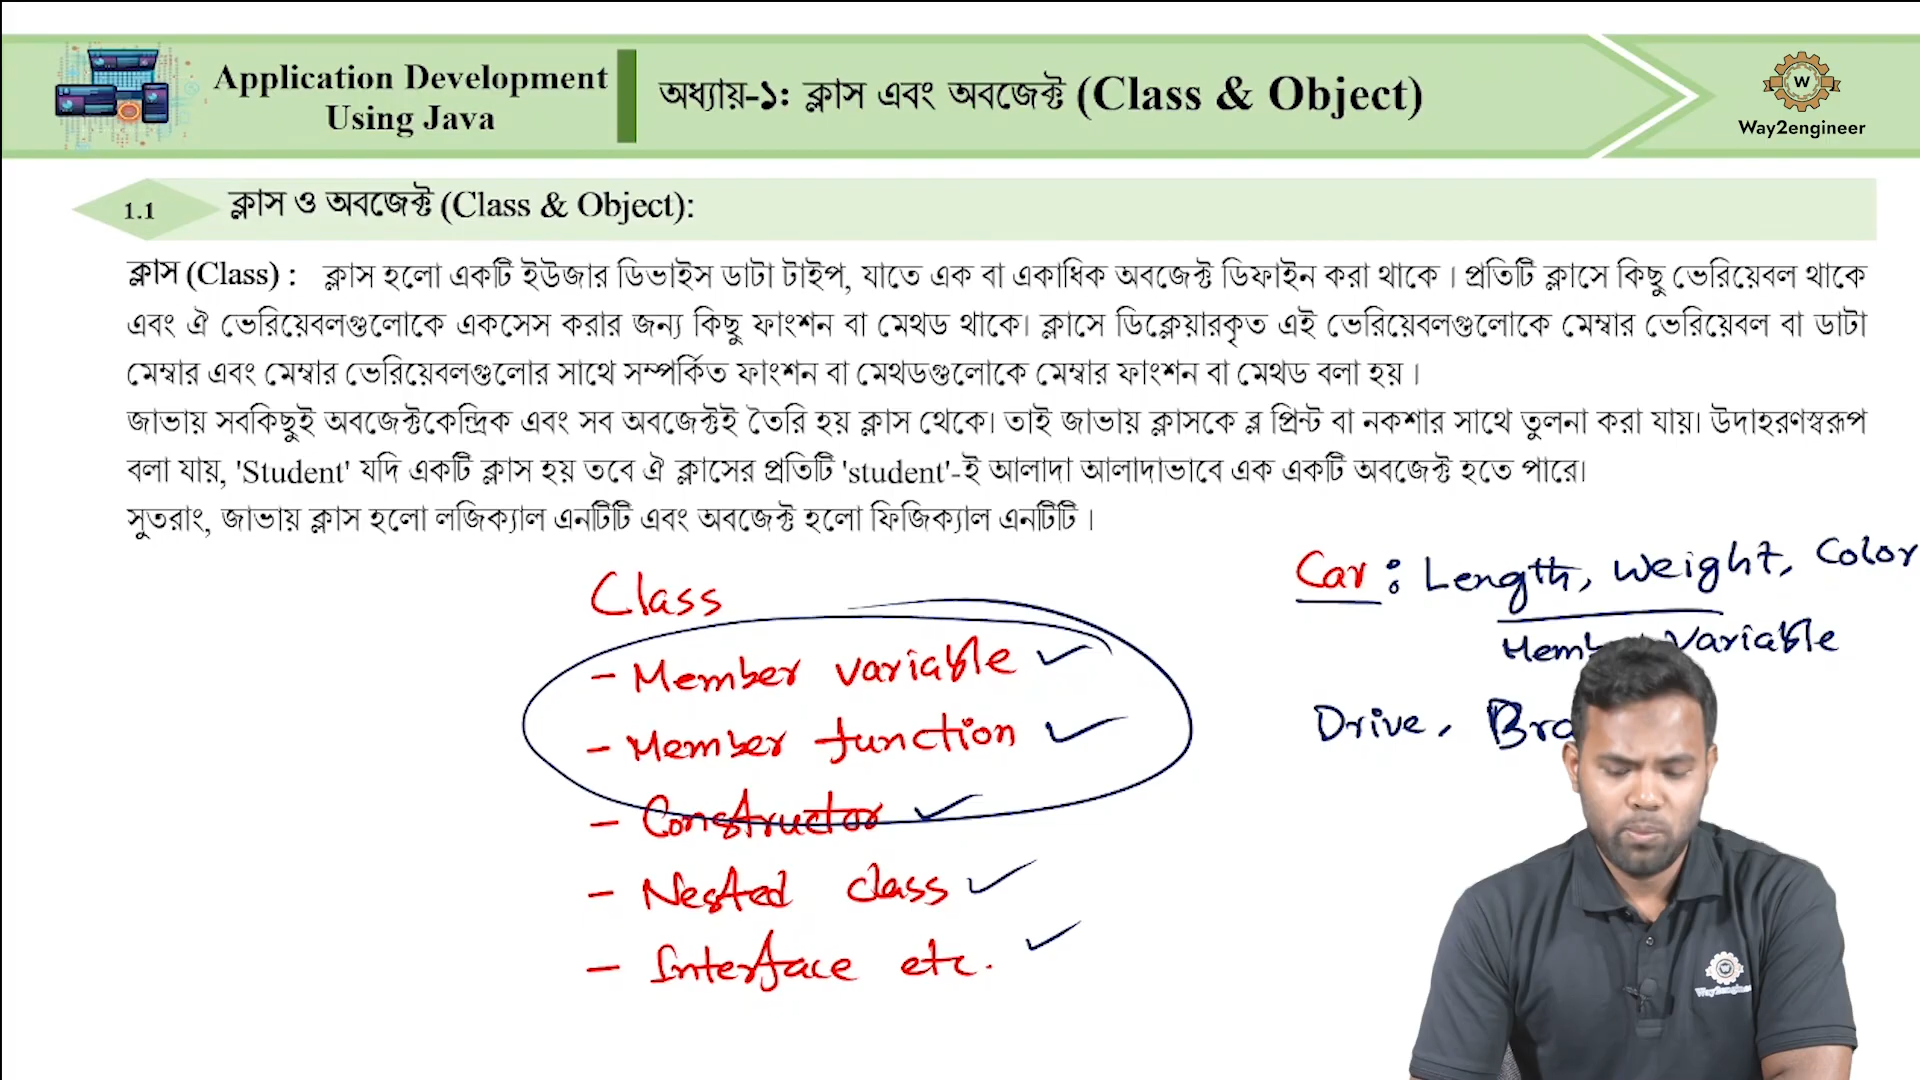 Application Development
Using Java
অধ্যায়-১: ক্লাস এবং অবজেক্ট (Class & Object)
W
Way2engineer
1.1
ক্লাস ও অবজেক্ট (Class & Object):
ক্লাস (Class) : ক্লাস হলো একটি ইউজার ডিভাইস ডাটা টাইপ, যাতে এক বা একাধিক অবজেক্ট ডিফাইন করা থাকে। প্রতিটি ক্লাসে কিছু ভেরিয়েবল থাকে
এবং ঐ ভেরিয়েবলগুলোকে একসেস করার জন্য কিছু ফাংশন বা মেথড থাকে। ক্লাসে ডিক্লেয়ারকৃত এই ভেরিয়েবলগুলোকে মেম্বার ভেরিয়েবল বা ডাটা
মেম্বার এবং মেম্বার ভেরিয়েবলগুলোর সাথে সম্পর্কিত ফাংশন বা মেথডগুলোকে মেম্বার ফাংশন বা মেথড বলা হয়।
জাভায় সবকিছুই অবজেক্টকেন্দ্রিক এবং সব অবজেক্টই তৈরি হয় ক্লাস থেকে। তাই জাভায় ক্লাসকে ব্লু প্রিন্ট বা নকশার সাথে তুলনা করা যায়। উদাহরণস্বরূপ
বলা যায়, 'Student' যদি একটি ক্লাস হয় তবে ঐ ক্লাসের প্রতিটি 'student'-ই আলাদা আলাদাভাবে এক একটি অবজেক্ট হতে পারে।
সুতরাং, জাভায় ক্লাস হলো লজিক্যাল এনটিটি এবং অবজেক্ট হলো ফিজিক্যাল এনটিটি।
Class
- Member variable
- Member function
- Constructor
- Nested class
- Interface etc.
Car: Length, Weight, Color
Variable
Drive,